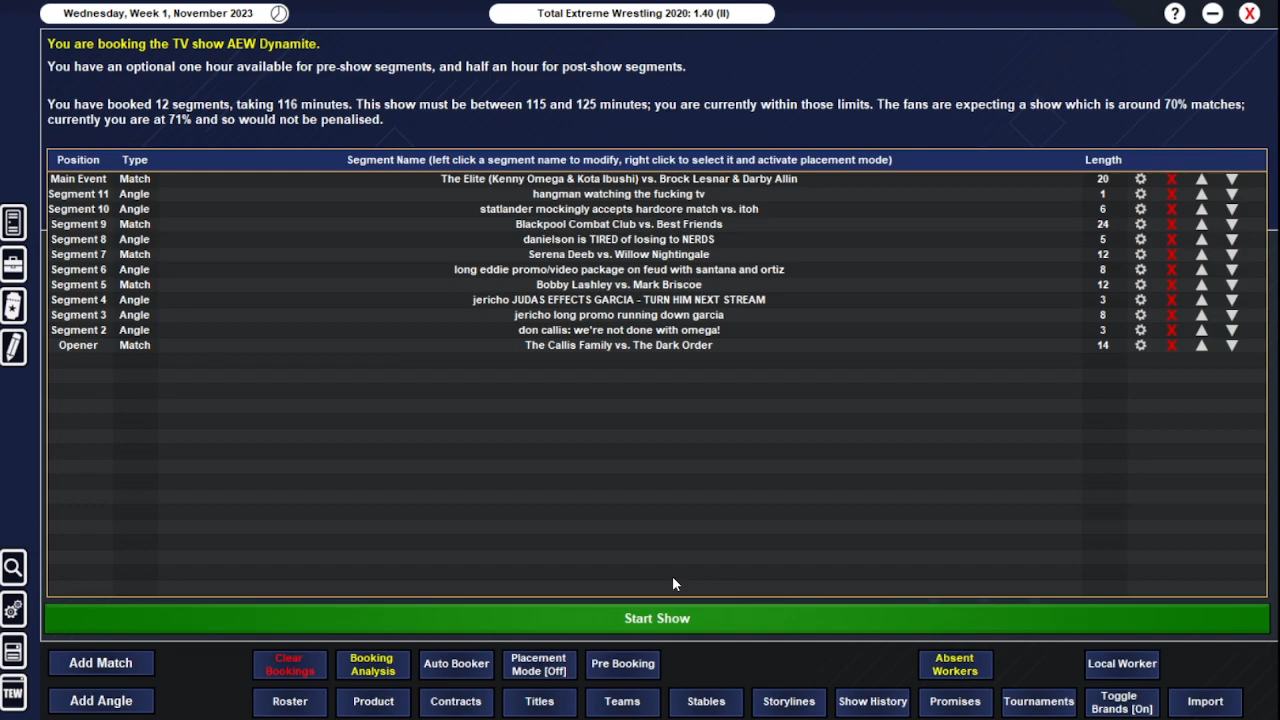 Wednesday, Week 1, November 2023
Total Extreme Wrestling 2020: 1.40 (II)
? – X
You are booking the TV show AEW Dynamite.
You have an optional one hour available for pre-show segments, and half an hour for post-show segments.
You have booked 12 segments, taking 116 minutes. This show must be between 115 and 125 minutes; you are currently within those limits. The fans are expecting a show which is around 70% matches;
currently you are at 71% and so would not be penalised.
Position Type Segment Name (left click a segment name to modify, right click to select it and activate placement mode) Length
Main Event Match The Elite (Kenny Omega & Kota Ibushi) vs. Brock Lesnar & Darby Allin 20 X
Segment 11 Angle hangman watching the fucking tv 1 X
Segment 10 Angle statlander mockingly accepts hardcore match vs. itoh 6 X
Segment 9 Match Blackpool Combat Club vs. Best Friends 24 X
Segment 8 Angle danielson is TIRED of losing to NERDS 5 X
Segment 7 Match Serena Deeb vs. Willow Nightingale 12 X
Segment 6 Angle long eddie promo/video package on feud with santana and ortiz 8 X
Segment 5 Match Bobby Lashley vs. Mark Briscoe 12 X
Segment 4 Angle jericho JUDAS EFFECTS GARCIA - TURN HIM NEXT STREAM 3 X
Segment 3 Angle jericho long promo running down garcia 8 X
Segment 2 Angle don callis: we're not done with omega! 3 X
Opener Match The Callis Family vs. The Dark Order 14 X
Start Show
Add Match
Clear
Bookings
Booking
Analysis
Auto Booker
Placement
Mode [Off]
Pre Booking
Absent
Workers
Local Worker
TEW
Add Angle
Roster
Product
Contracts
Titles
Teams
Stables
Storylines
Show History
Promises
Tournaments
Toggle
Brands [On]
Import